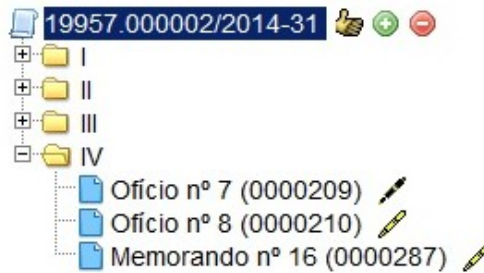 19957.000002/2014-31
I
II
III
IV
Ofício nº 7 (0000209)
Ofício nº 8 (0000210)
Memorando nº 16 (0000287)